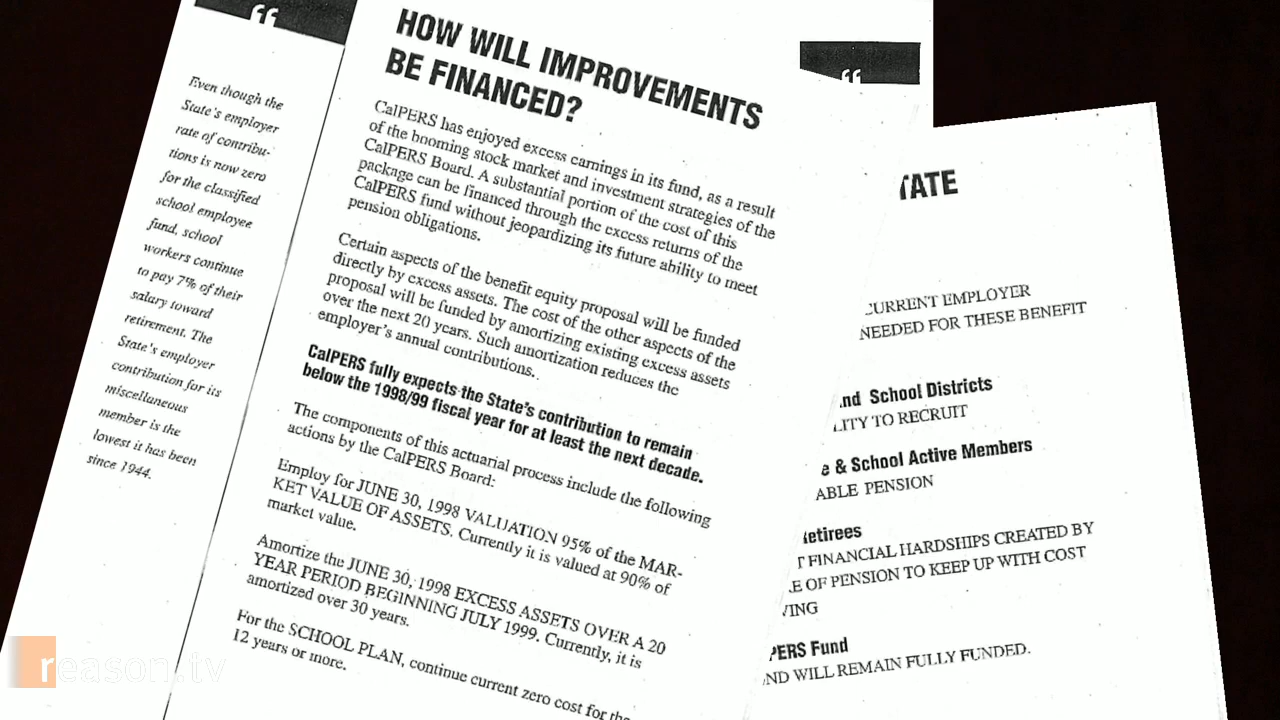 “
Even though the
State's employer
rate of contribu-
tions is now zero
for the classified
school employee
fund, school
workers continue
to pay 7% of their
salary toward
retirement. The
State's employer
contribution for its
miscellaneous
member is the
lowest it has been
since 1944.
HOW WILL IMPROVEMENTS
BE FINANCED?
CalPERS has enjoyed excess earnings in its fund, as a result
of the booming stock market and investment strategies of the
CalPERS Board. A substantial portion of the cost of this
package can be financed through the excess returns of the
CalPERS fund without jeopardizing its future ability to meet
pension obligations.
Certain aspects of the benefit equity proposal will be funded
directly by excess assets. The cost of the other aspects of the
proposal will be funded by amortizing existing excess assets
over the next 20 years. Such amortization reduces the
employer's annual contributions.
CalPERS fully expects the State's contribution to remain
below the 1998/99 fiscal year for at least the next decade.
The components of this actuarial process include the following
actions by the CalPERS Board:
Employ for JUNE 30, 1998 VALUATION 95% of the MAR-
KET VALUE OF ASSETS. Currently it is valued at 90% of
market value.
Amortize the JUNE 30, 1998 EXCESS ASSETS OVER A 20
YEAR PERIOD BEGINNING JULY 1999. Currently, it is
amortized over 30 years.
For the SCHOOL PLAN, continue current zero cost for the
12 years or more.
“
TATE
CURRENT EMPLOYER
NEEDED FOR THESE BENEFIT
nd School Districts
LITY TO RECRUIT
e & School Active Members
ABLE PENSION
Retirees
T FINANCIAL HARDSHIPS CREATED BY
E OF PENSION TO KEEP UP WITH COST
VING
PERS Fund
ND WILL REMAIN FULLY FUNDED.
reason.tv